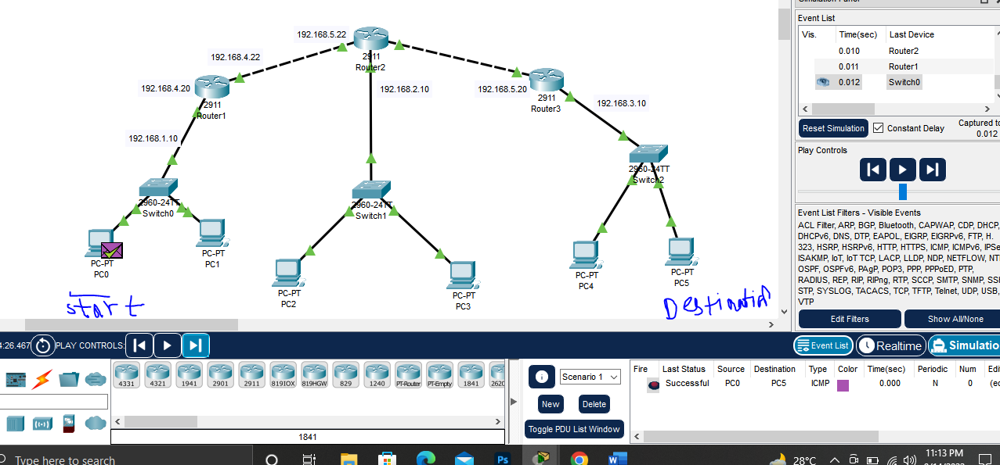 Simulation Panel
Event List
Vis. Time(sec) Last Device
0.010 Router2
0.011 Router1
0.012 Switch0
Reset Simulation Constant Delay Captured to
0.012
Play Controls
Event List Filters - Visible Events
ACL Filter, ARP, BGP, Bluetooth, CAPWAP, CDP, DHCP,
DHCPv6, DNS, DTP, EAPOL, EIGRP, EIGRPv6, FTP, H.
323, HSRP, HSRPv6, HTTP, HTTPS, ICMP, ICMPv6, IPSe
ISAKMP, IoT, IoT TCP, LACP, LLDP, NDP, NETFLOW, NT
OSPF, OSPFv6, PAgP, POP3, PPP, PPPoED, PTP,
RADIUS, REP, RIP, RIPng, RTP, SCCP, SMTP, SNMP, SS
STP, SYSLOG, TACACS, TCP, TFTP, Telnet, UDP, USB,
VTP
Edit Filters Show All/None
192.168.5.22
192.168.4.22
2911
Router2
192.168.4.20
2911
Router1
192.168.2.10
192.168.5.20
2911
Router3
192.168.3.10
192.168.1.10
2960-24TT
Switch0
2960-24TT
Switch1
2960-24TT
Switch2
PC-PT
PC0
PC-PT
PC1
PC-PT
PC2
PC-PT
PC3
PC-PT
PC4
PC-PT
PC5
start
Destination
4:26.467 PLAY CONTROLS:
Event List Realtime Simulatio
4331 4321 1941 2901 2911 819IOX 819HGW 829 1240 PT-Router PT-Empty 1841 2620
1841
Scenario 1
New Delete
Toggle PDU List Window
Fire Last Status Source Destination Type Color Time(sec) Periodic Num Edi
Successful PC0 PC5 ICMP 0.000 N 0 (e
Type here to search
Ps
W
28°C
11:13 PM